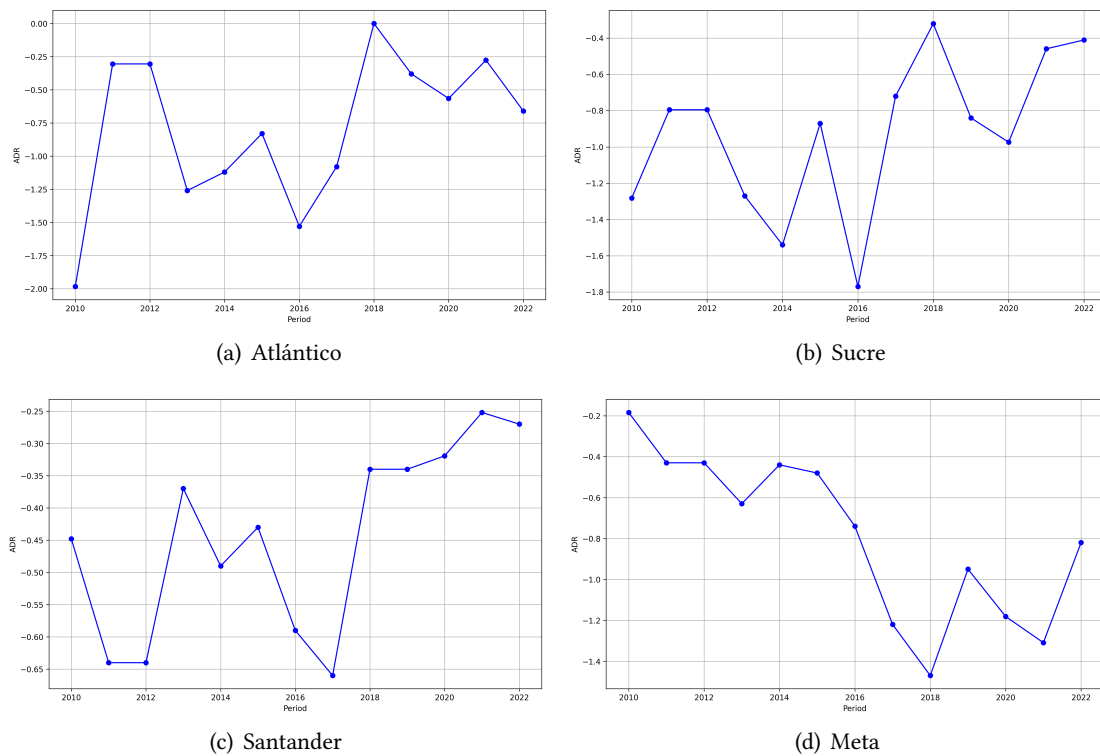 0.00
−0.25
−0.50
−0.75
−1.00
−1.25
−1.50
−1.75
−2.00
ADR
2010 2012 2014 2016 2018 2020 2022
Period
(a) Atlántico
−0.4
−0.6
−0.8
−1.0
−1.2
−1.4
−1.6
−1.8
ADR
2010 2012 2014 2016 2018 2020 2022
Period
(b) Sucre
−0.25
−0.30
−0.35
−0.40
−0.45
−0.50
−0.55
−0.60
−0.65
ADR
2010 2012 2014 2016 2018 2020 2022
Period
(c) Santander
−0.2
−0.4
−0.6
−0.8
−1.0
−1.2
−1.4
ADR
2010 2012 2014 2016 2018 2020 2022
Period
(d) Meta